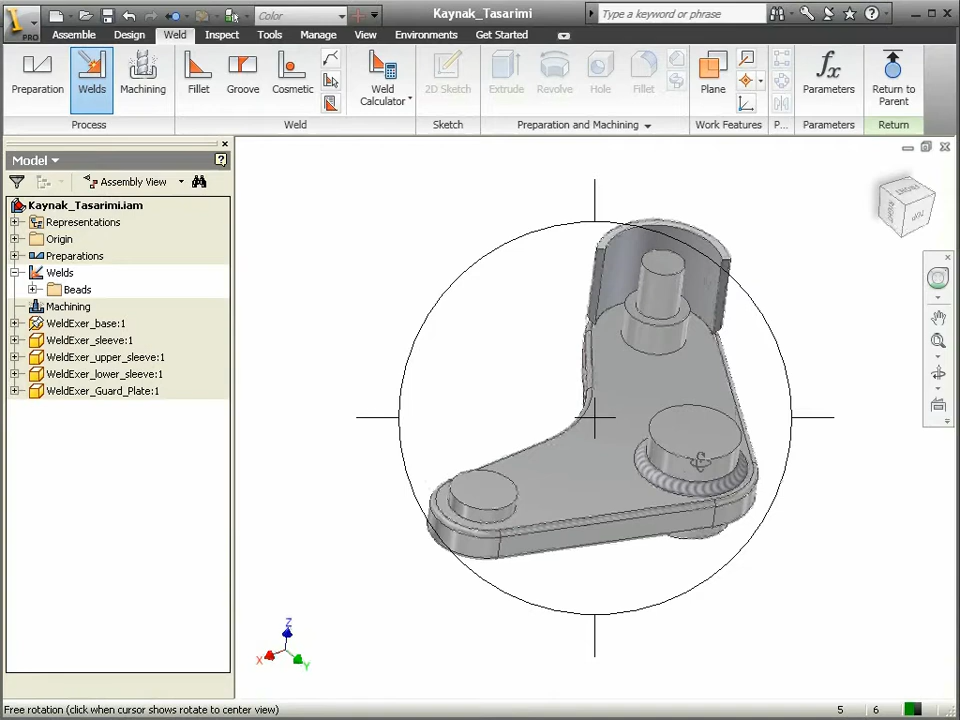 PRO
Color
Kaynak_Tasarimi
Type a keyword or phrase
Assemble
Design
Weld
Inspect
Tools
Manage
View
Environments
Get Started
Preparation
Welds
Machining
Fillet
Groove
Cosmetic
Weld
Calculator
2D Sketch
Extrude
Revolve
Hole
Fillet
Plane
fx
Parameters
Return to
Parent
Process
Weld
Sketch
Preparation and Machining
Work Features
P...
Parameters
Return
Model
Assembly View
Kaynak_Tasarimi.iam
Representations
Origin
Preparations
Welds
Beads
Machining
WeldExer_base:1
WeldExer_sleeve:1
WeldExer_upper_sleeve:1
WeldExer_lower_sleeve:1
WeldExer_Guard_Plate:1
Z
X
Y
Free rotation (click when cursor shows rotate to center view)
5
6